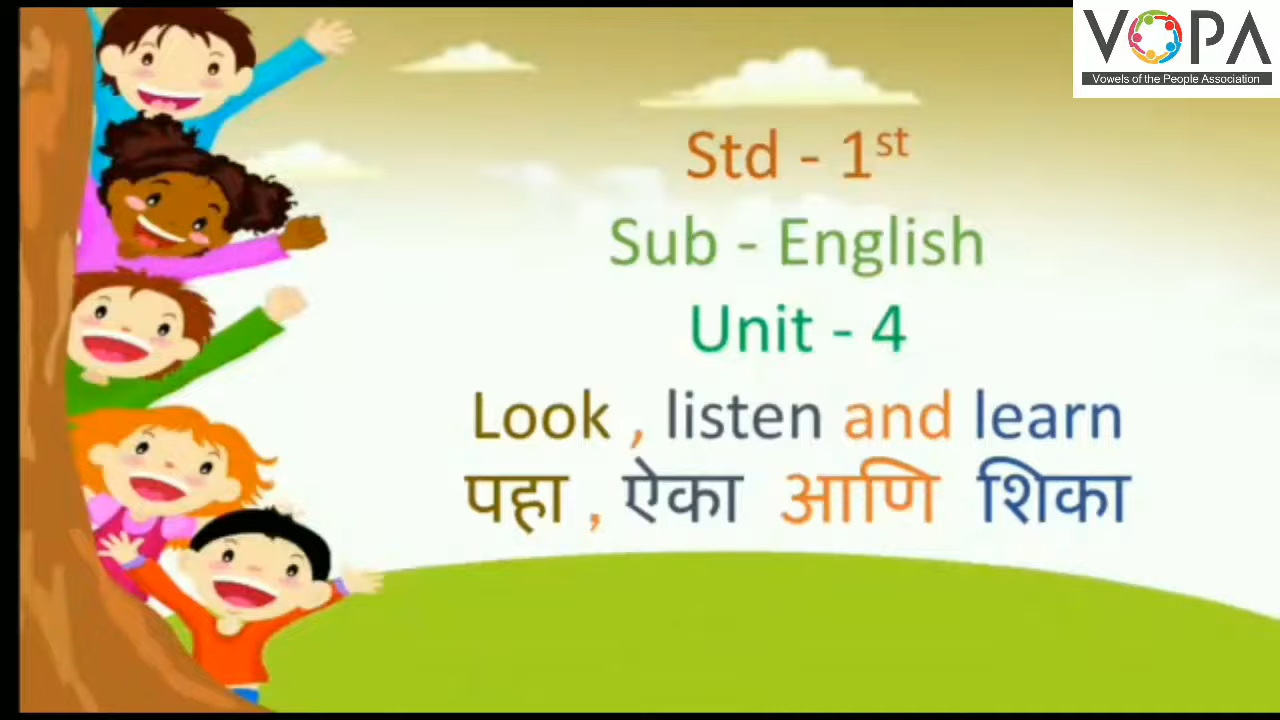 VOPA
Vowels of the People Association
Std - 1st
Sub - English
Unit - 4
Look , listen and learn
पहा , ऐका आणि शिका